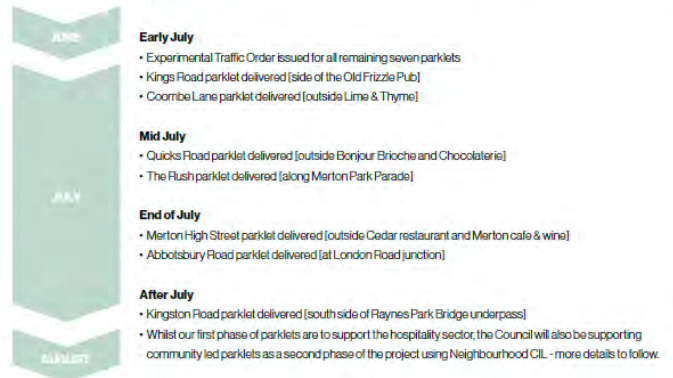 JUNE
Early July
• Experimental Traffic Order issued for all remaining seven parklets
• Kings Road parklet delivered [side of the Old Frizzle Pub]
• Coombe Lane parklet delivered [outside Lime & Thyme]
Mid July
• Quicks Road parklet delivered [outside Bonjour Brioche and Chocolaterie]
• The Rush parklet delivered [along Merton Park Parade]
JULY
End of July
• Merton High Street parklet delivered [outside Cedar restaurant and Merton cafe & wine]
• Abbotsbury Road parklet delivered [at London Road junction]
After July
• Kingston Road parklet delivered [south side of Raynes Park Bridge underpass]
• Whilst our first phase of parklets are to support the hospitality sector, the Council will also be supporting
community led parklets as a second phase of the project using Neighbourhood CIL - more details to follow.
AUGUST